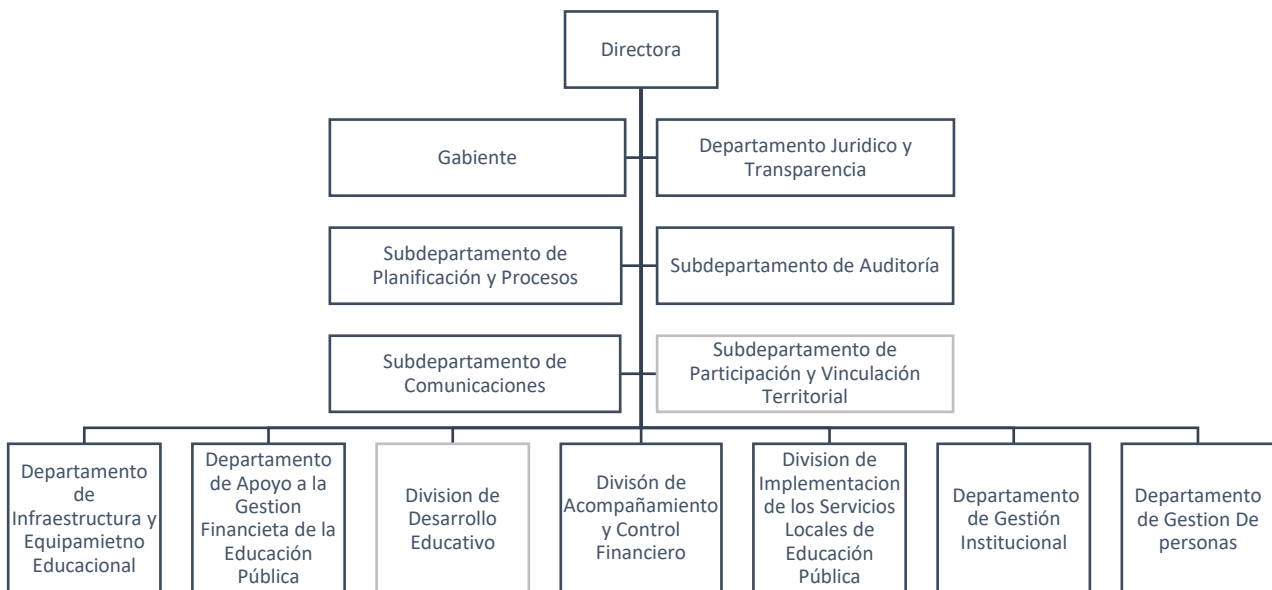 Directora
Gabiente
Departamento Juridico y
Transparencia
Subdepartamento de
Planificación y Procesos
Subdepartamento de Auditoría
Subdepartamento de
Comunicaciones
Subdepartamento de
Participación y Vinculación
Territorial
Departamento
de
Infraestructura y
Equipamietno
Educacional
Departamento
de Apoyo a la
Gestion
Financieta de la
Educación
Pública
Division de
Desarrollo
Educativo
Divisón de
Acompañamiento
y Control
Financiero
Division de
Implementacion
de los Servicios
Locales de
Educación
Pública
Departamento
de Gestión
Institucional
Departamento
de Gestion De
personas